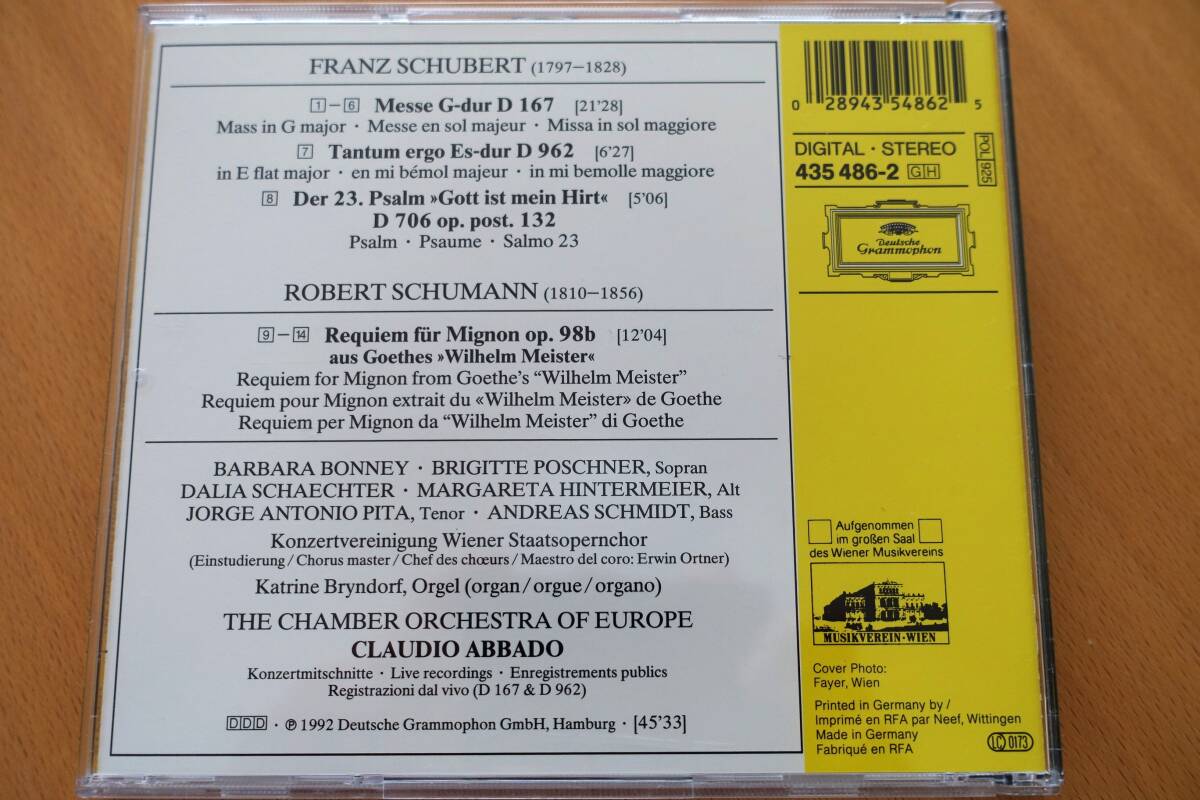 FRANZ SCHUBERT (1797–1828)
1 – 6 Messe G-dur D 167 [21'28]
Mass in G major · Messe en sol majeur · Missa in sol maggiore
7 Tantum ergo Es-dur D 962 [6'27]
in E flat major · en mi bémol majeur · in mi bemolle maggiore
8 Der 23. Psalm »Gott ist mein Hirt« [5'06]
D 706 op. post. 132
Psalm · Psaume · Salmo 23
ROBERT SCHUMANN (1810–1856)
9 – 14 Requiem für Mignon op. 98b [12'04]
aus Goethes »Wilhelm Meister«
Requiem for Mignon from Goethe's “Wilhelm Meister”
Requiem pour Mignon extrait du «Wilhelm Meister» de Goethe
Requiem per Mignon da “Wilhelm Meister” di Goethe
BARBARA BONNEY · BRIGITTE POSCHNER, Sopran
DALIA SCHAECHTER · MARGARETA HINTERMEIER, Alt
JORGE ANTONIO PITA, Tenor · ANDREAS SCHMIDT, Bass
Konzertvereinigung Wiener Staatsopernchor
(Einstudierung / Chorus master / Chef des chœurs / Maestro del coro: Erwin Ortner)
Katrine Bryndorf, Orgel (organ / orgue / organo)
THE CHAMBER ORCHESTRA OF EUROPE
CLAUDIO ABBADO
Konzertmitschnitte · Live recordings · Enregistrements publics
Registrazioni dal vivo (D 167 & D 962)
DDD · ℗ 1992 Deutsche Grammophon GmbH, Hamburg · [45'33]
0 28943 54862 5
DIGITAL · STEREO
435 486-2 GH
POL 925
Deutsche
Grammophon
Aufgenommen
im großen Saal
des Wiener Musikvereins
MUSIKVEREIN·WIEN
Cover Photo:
Fayer, Wien
Printed in Germany by /
Imprimé en RFA par Neef, Wittingen
Made in Germany
Fabriqué en RFA
LC 0173